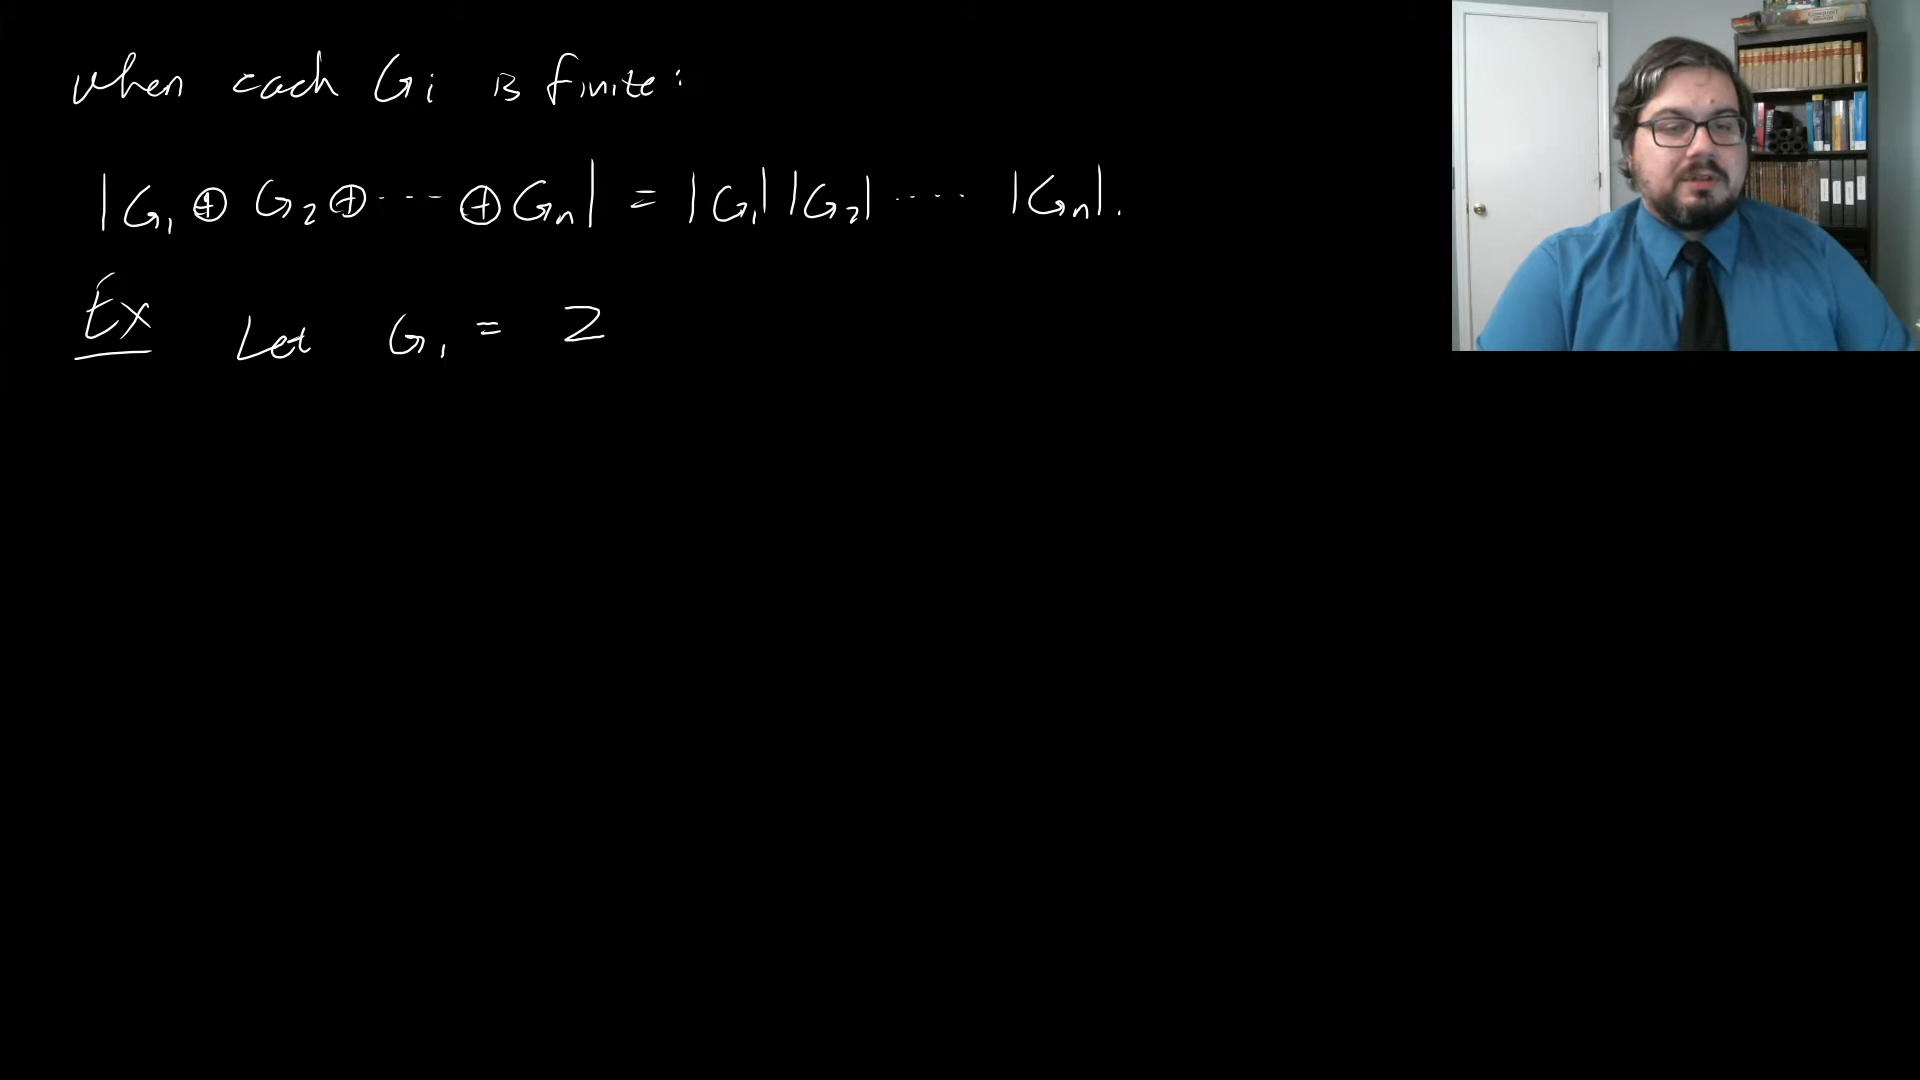 When each Gi is finite:
|G₁ ⊕ G₂ ⊕ ··· ⊕ Gn| = |G₁| |G₂| ···· |Gn|.
Ex Let G₁ = Z